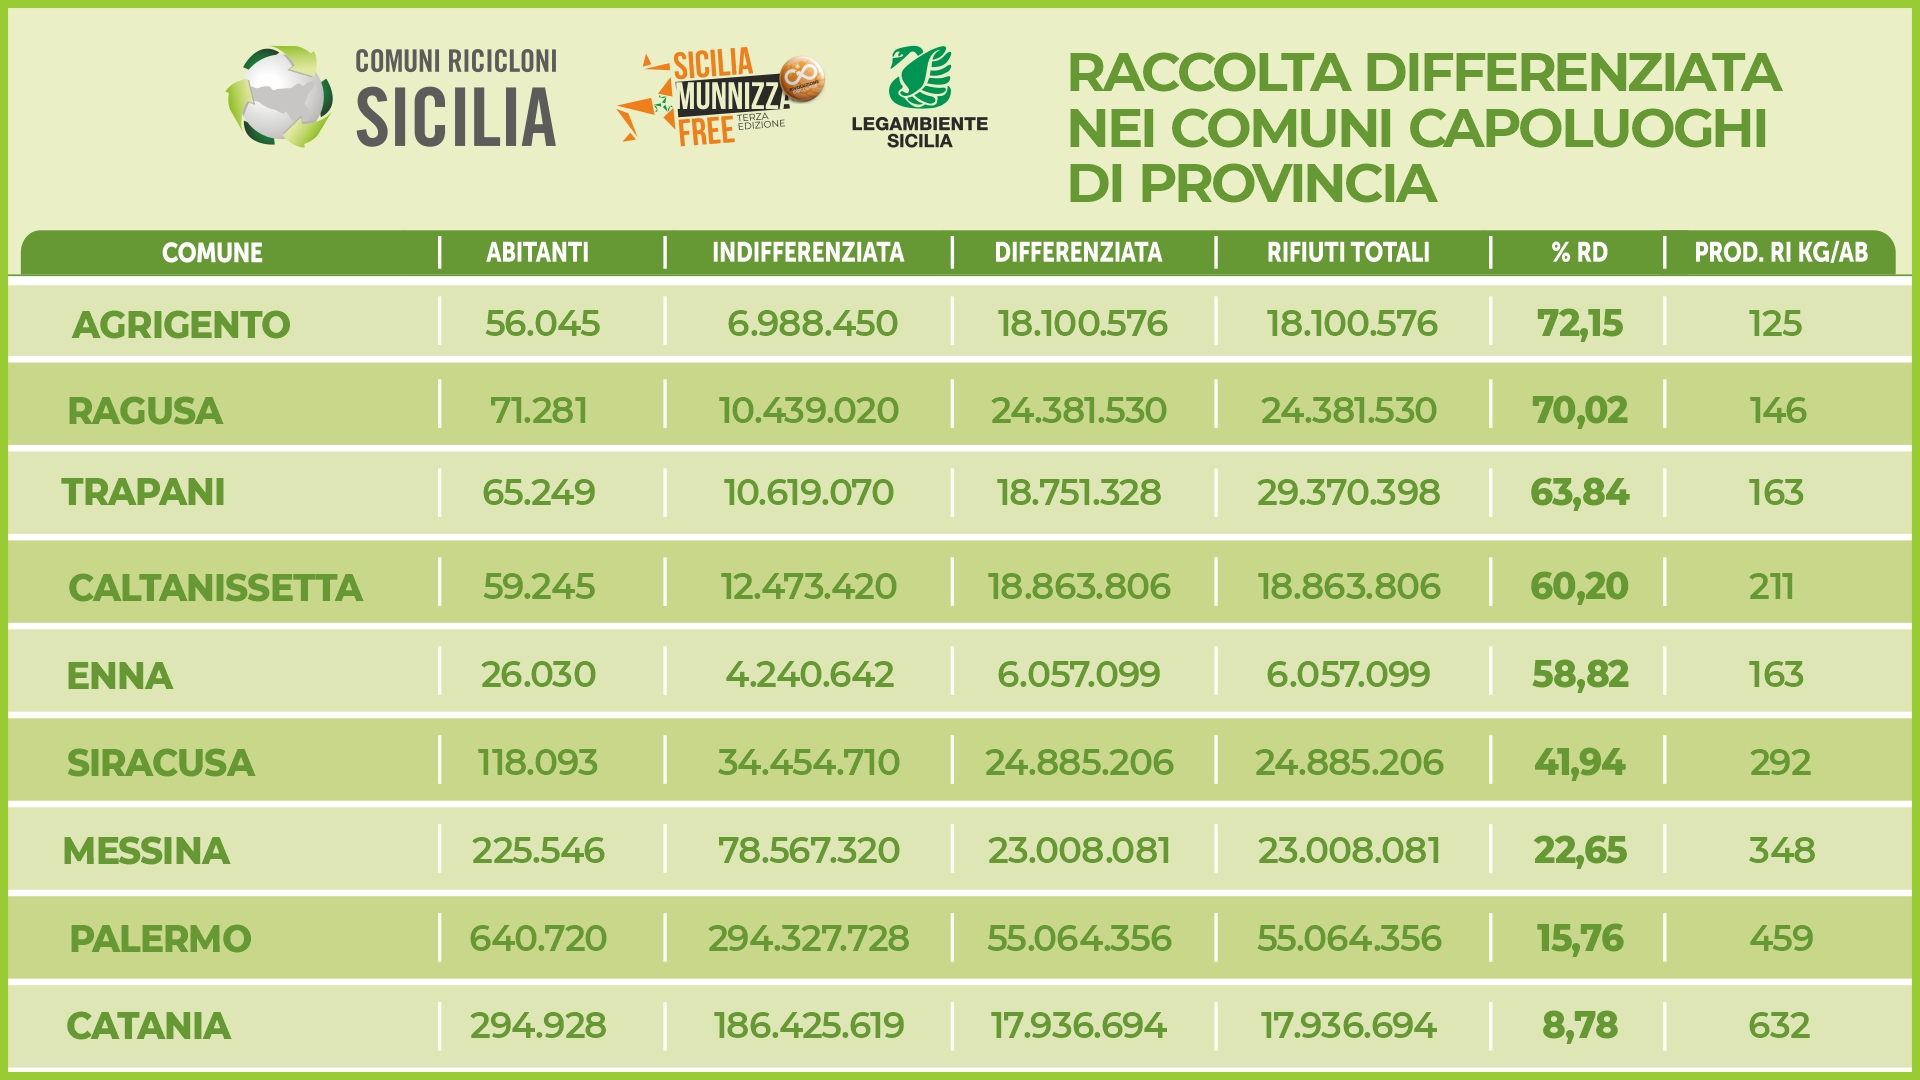 COMUNI RICICLONI
SICILIA
SICILIA
MUNNIZZA
FREE
TERZA
EDIZIONE
LEGAMBIENTE
SICILIA
RACCOLTA DIFFERENZIATA
NEI COMUNI CAPOLUOGHI
DI PROVINCIA
COMUNE ABITANTI INDIFFERENZIATA DIFFERENZIATA RIFIUTI TOTALI % RD PROD. RI KG/AB
AGRIGENTO 56.045 6.988.450 18.100.576 18.100.576 72,15 125
RAGUSA 71.281 10.439.020 24.381.530 24.381.530 70,02 146
TRAPANI 65.249 10.619.070 18.751.328 29.370.398 63,84 163
CALTANISSETTA 59.245 12.473.420 18.863.806 18.863.806 60,20 211
ENNA 26.030 4.240.642 6.057.099 6.057.099 58,82 163
SIRACUSA 118.093 34.454.710 24.885.206 24.885.206 41,94 292
MESSINA 225.546 78.567.320 23.008.081 23.008.081 22,65 348
PALERMO 640.720 294.327.728 55.064.356 55.064.356 15,76 459
CATANIA 294.928 186.425.619 17.936.694 17.936.694 8,78 632